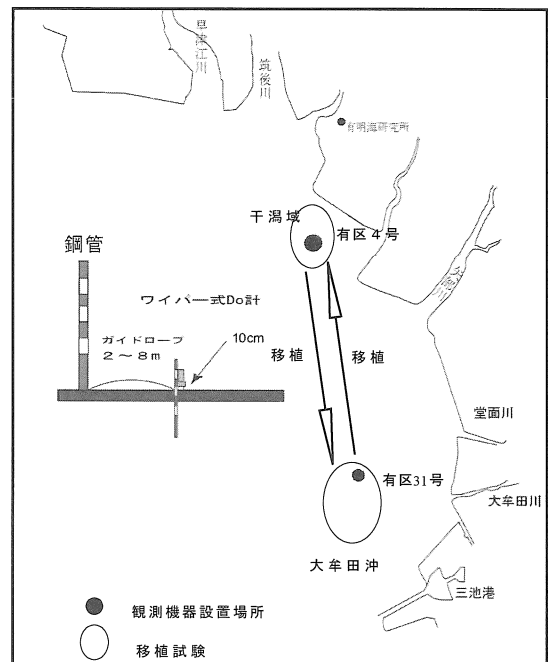 早津江川
筑後川
有明海研究所
干潟域
有区4号
鋼管
ワイパー式Do計
ガイドロープ
2～8m
10cm
移植
移植
堂面川
有区31号
大牟田川
大牟田沖
三池港
観測機器設置場所
移植試験